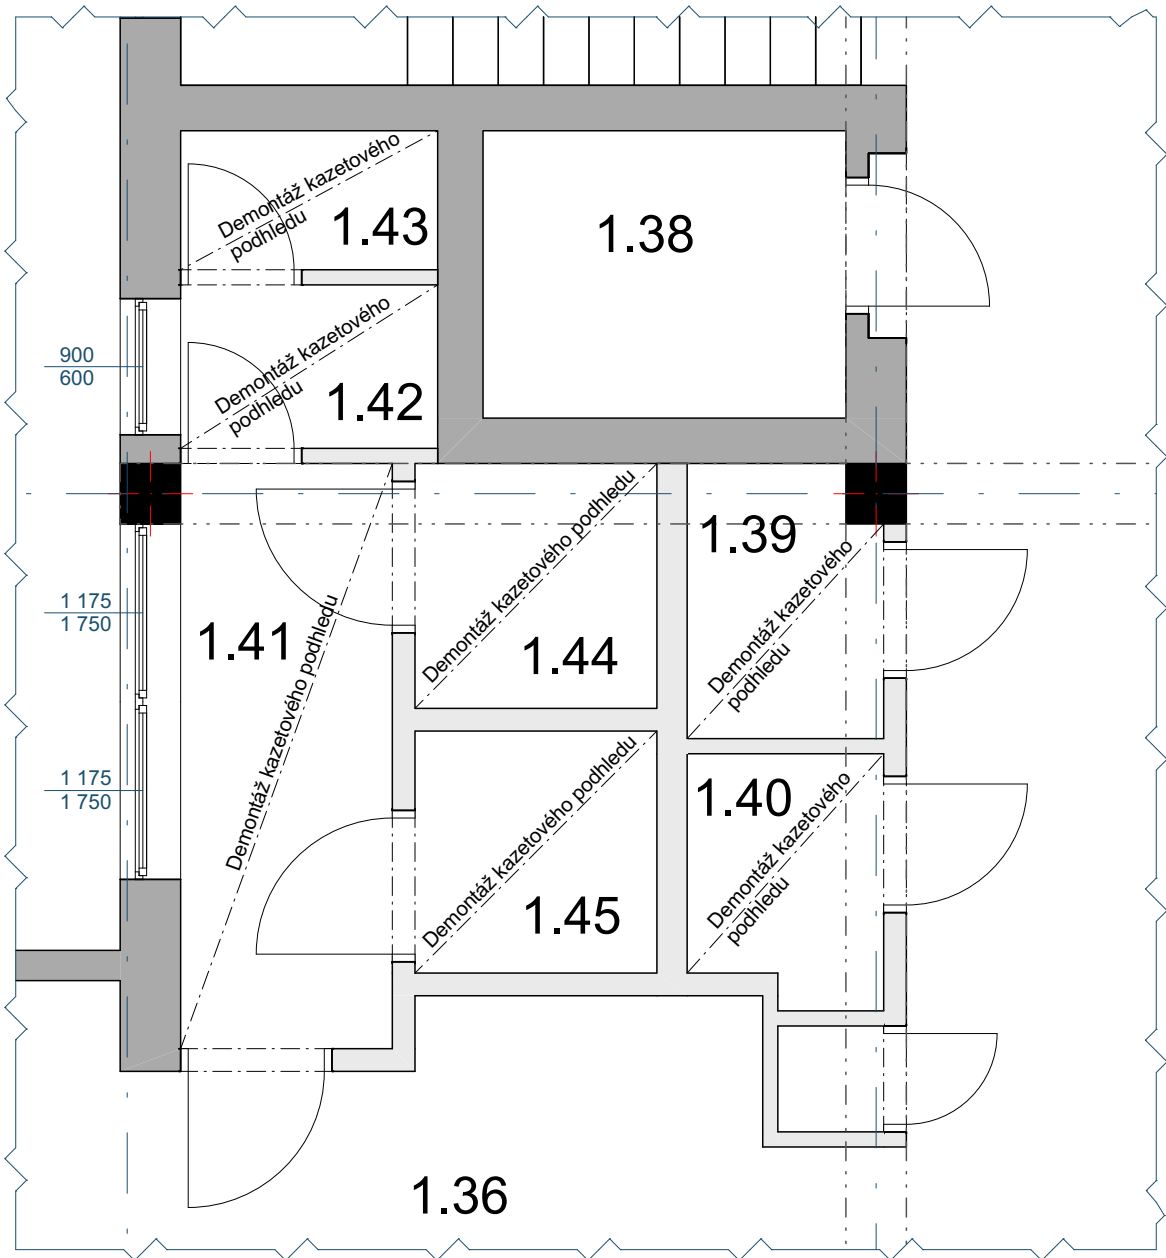 Demontáž kazetového
podhledu
1.43
1.38
Demontáž kazetového
podhledu
1.42
900
600
Demontáž kazetového podhledu
1.41
1 175
1 750
1 175
1 750
Demontáž kazetového podhledu
1.44
1.39
Demontáž kazetového
podhledu
Demontáž kazetového podhledu
1.45
1.40
Demontáž kazetového
podhledu
1.36